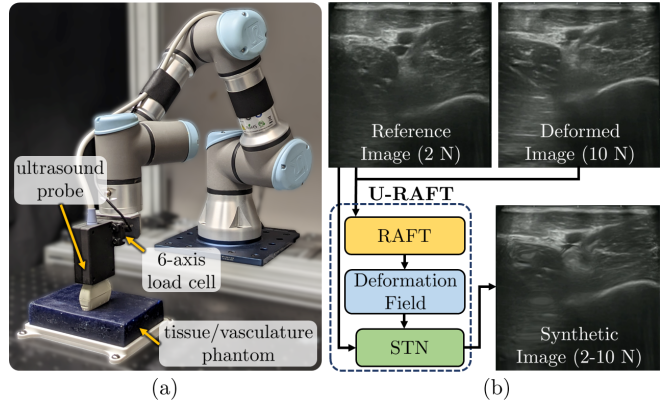 ultrasound
probe
6-axis
load cell
tissue/vasculature
phantom
(a)
Reference
Image (2 N)
Deformed
Image (10 N)
U-RAFT
RAFT
Deformation
Field
STN
Synthetic
Image (2-10 N)
(b)